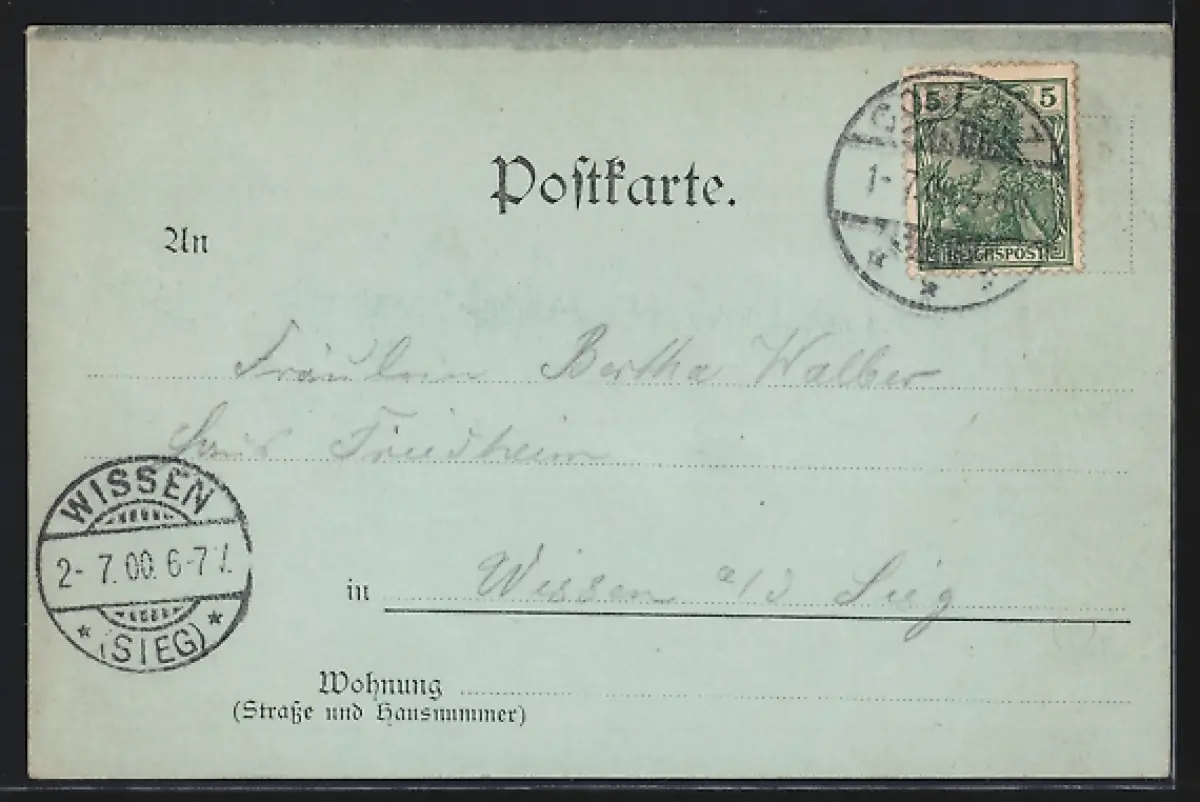 Postkarte.
5 5
REICHSPOST
An
Fräulein Bertha Walber
Haus Friedheim
WISSEN
2- 7.00. 6-7
(SIEG)
in Wissen a/d Sieg
Wohnung
(Straße und Hausnummer)